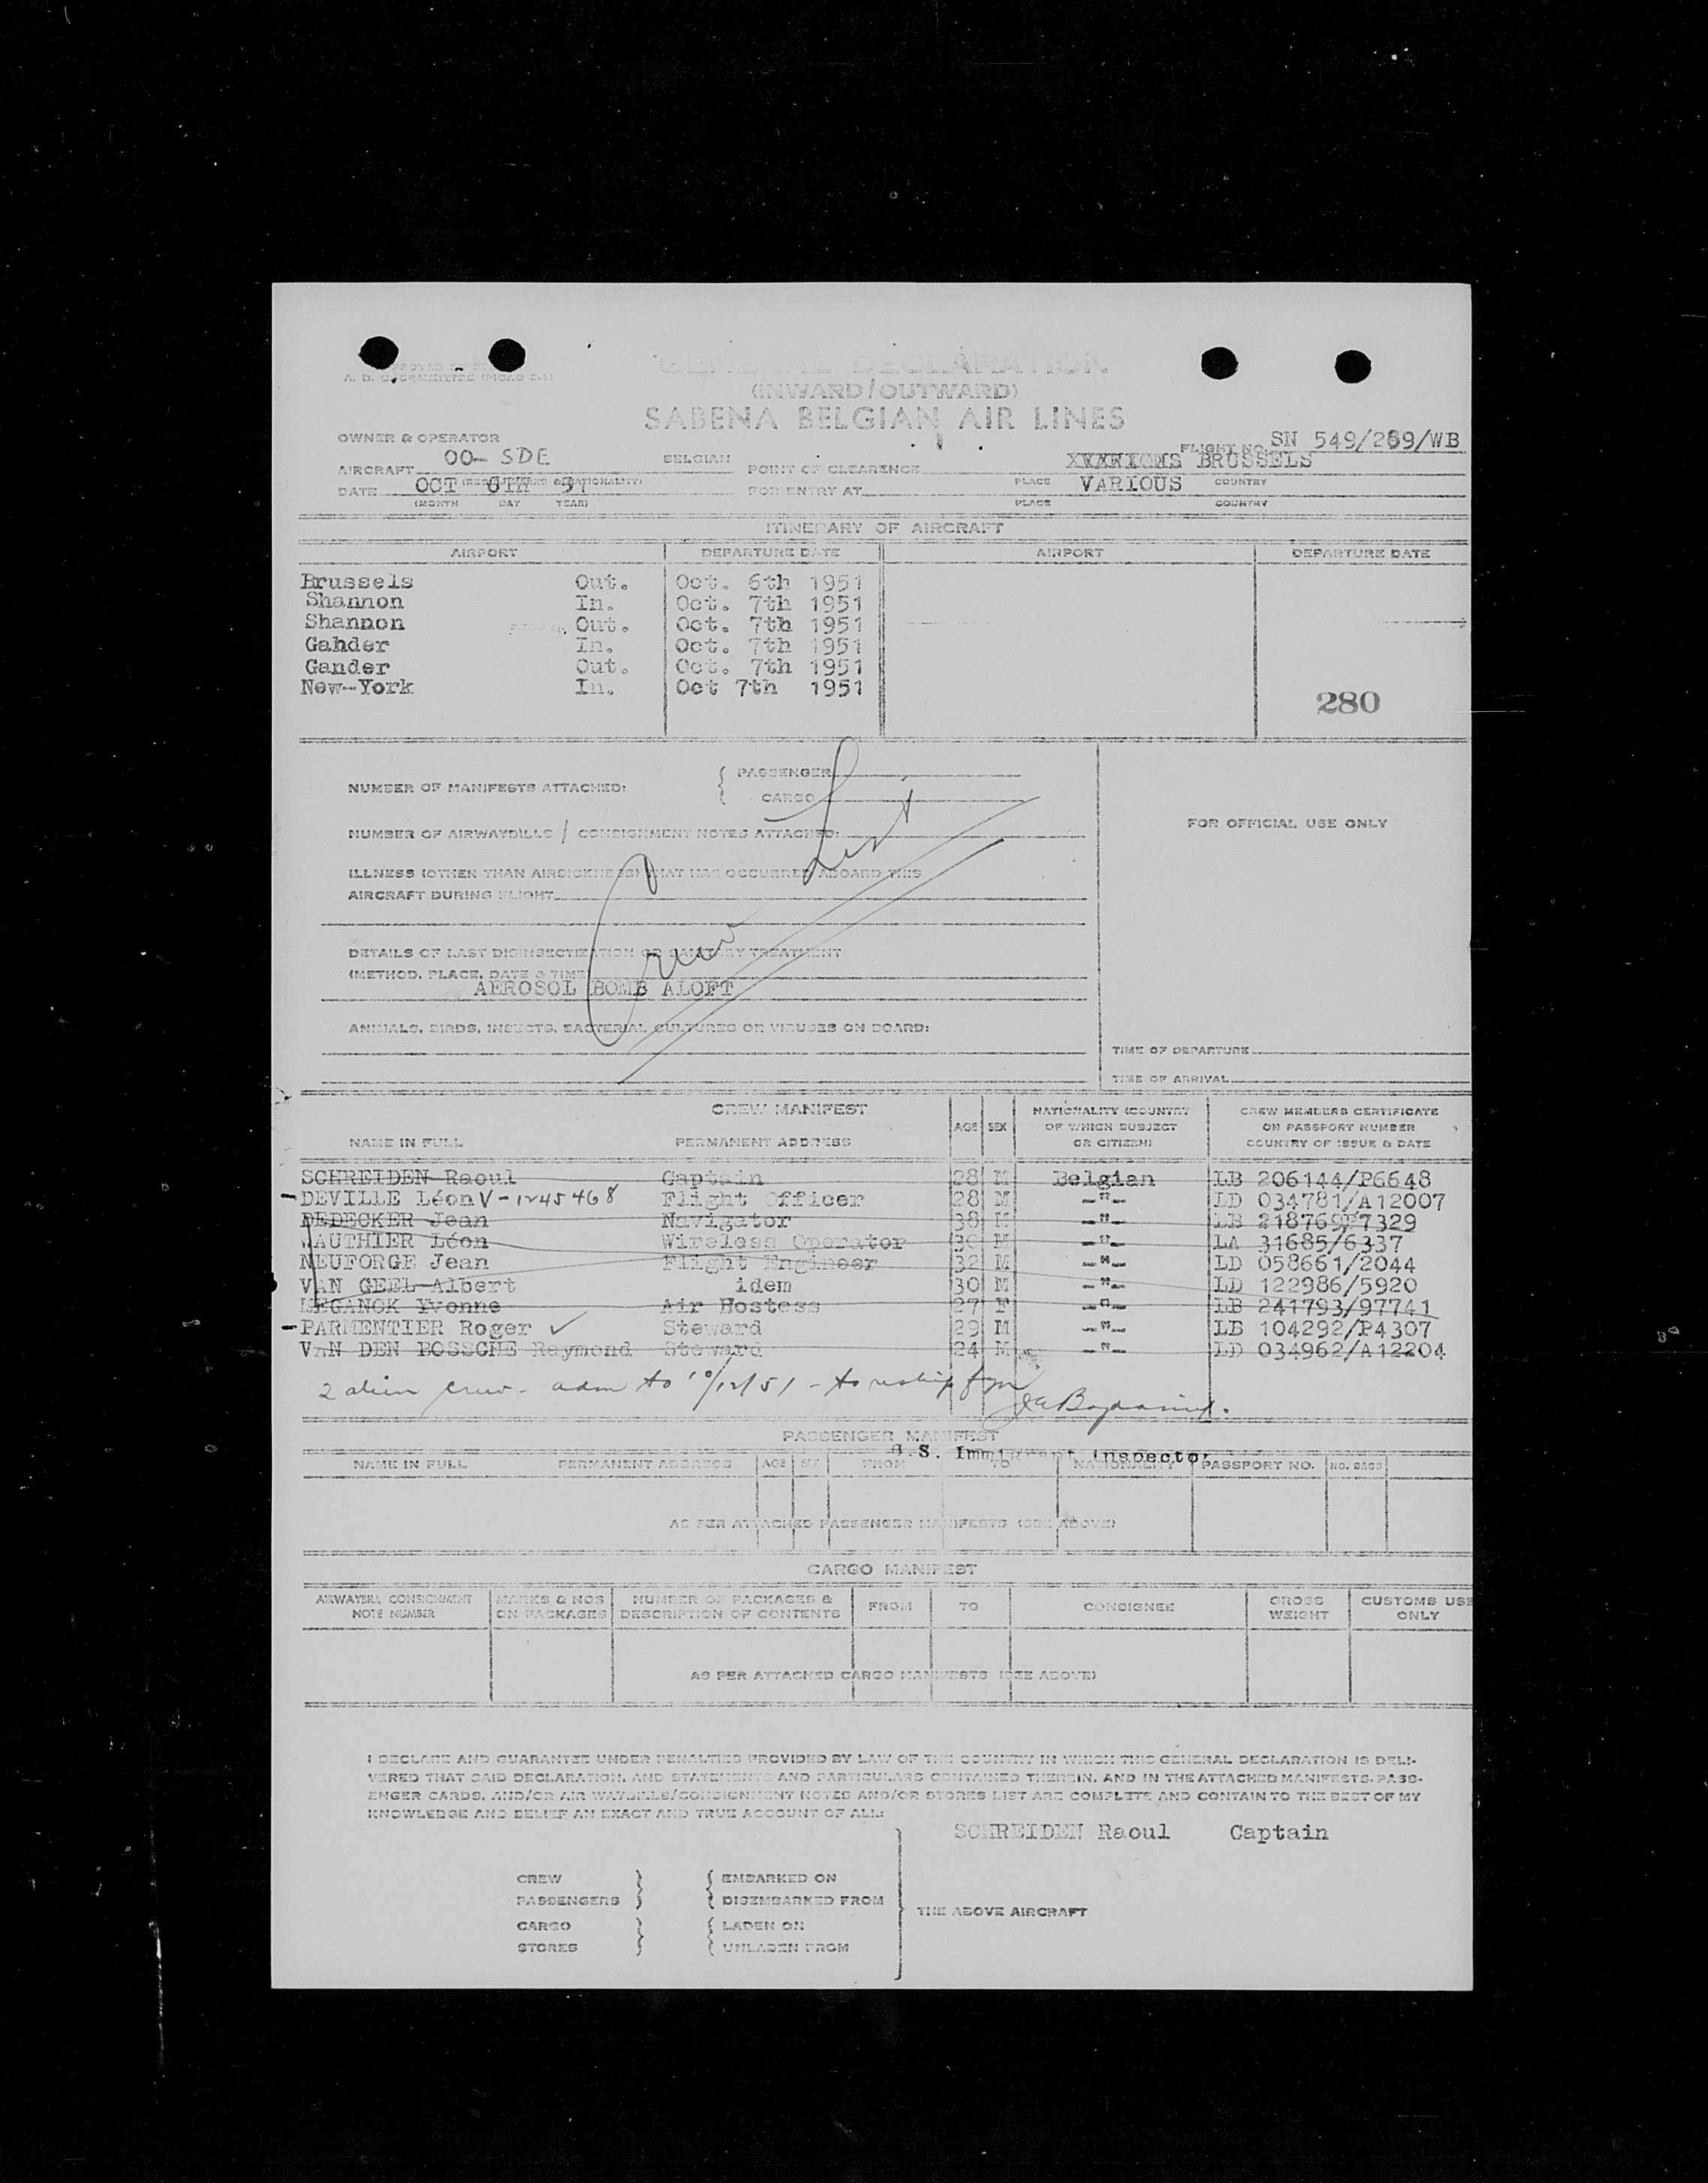 A. D. G. COMMITTEE (MICAO 2-1)
GENERAL DECLARATION
(INWARD/OUTWARD)
SABENA BELGIAN AIR LINES
OWNER & OPERATOR
FLIGHT NO. SN 549/289/WB
AIRCRAFT OO- SDE BELGIAN POINT OF CLEARENCE BRUSSELS
DATE OCT 6TH 51 FOR ENTRY AT VARIOUS PLACE COUNTRY
(MONTH DAY YEAR) PLACE COUNTRY
ITINERARY OF AIRCRAFT
AIRPORT DEPARTURE DATE AIRPORT DEPARTURE DATE
Brussels Out. Oct. 6th 1951
Shannon In. Oct. 7th 1951
Shannon Out. Oct. 7th 1951
Gahder In. Oct. 7th 1951
Gander Out. Oct. 7th 1951
New-York In. Oct 7th 1951
280
NUMBER OF MANIFESTS ATTACHED: { PASSENGER
CARGO
NUMBER OF AIRWAYBILLS / CONSIGNMENT NOTES ATTACHED:
FOR OFFICIAL USE ONLY
ILLNESS (OTHER THAN AIRSICKNESS) THAT HAS OCCURRED ABOARD THIS
AIRCRAFT DURING FLIGHT
Crew List
DETAILS OF LAST DISINSECTIZATION OR SANITARY TREATMENT
(METHOD, PLACE, DATE & TIME
AEROSOL BOMB ALOFT
ANIMALS, BIRDS, INSECTS, BACTERIAL CULTURES OR VIRUSES ON BOARD:
TIME OF DEPARTURE
TIME OF ARRIVAL
CREW MANIFEST
NAME IN FULL PERMANENT ADDRESS AGE SEX NATIONALITY (COUNTRY OF WHICH SUBJECT OR CITIZEN) CREW MEMBERS CERTIFICATE ON PASSPORT NUMBER COUNTRY OF ISSUE & DATE
SCHREIDEN Raoul Captain 28 M Belgian LB 206144/P6648
-DEVILLE Léon V-1245468 Flight Officer 28 M -"- LD 034781/A12007
DEDECKER Jean Navigator 38 M -"- LB 218769P7329
WAUTHIER Léon Wireless Operator 30 M -"- LA 31685/6337
NEUFORGE Jean Flight Engineer 32 M -"- LD 058661/2044
VAN GEEL Albert idem 30 M -"- LD 122986/5920
LEGANCK Yvonne Air Hostess 27 F -"- LB 241793/97741
-PARMENTIER Roger ✓ Steward 29 M -"- LB 104292/P4307
VAN DEN BOSSCHE Raymond Steward 24 M -"- LD 034962/A12204
2 alien crew - adm to 10/12/51 - to reship fgn
PASSENGER MANIFEST
U.S. Immigrant Inspector
NAME IN FULL PERMANENT ADDRESS AGE SEX FROM TO NATIONALITY PASSPORT NO. NO. BAGS
AS PER ATTACHED PASSENGER MANIFESTS (SEE ABOVE)
CARGO MANIFEST
AIRWAYBILL CONSIGNMENT NOTE NUMBER MARKS & NOS ON PACKAGES NUMBER OF PACKAGES & DESCRIPTION OF CONTENTS FROM TO CONSIGNEE GROSS WEIGHT CUSTOMS USE ONLY
AS PER ATTACHED CARGO MANIFESTS (SEE ABOVE)
I DECLARE AND GUARANTEE UNDER PENALTIES PROVIDED BY LAW OF THE COUNTRY IN WHICH THIS GENERAL DECLARATION IS DELI-
VERED THAT SAID DECLARATION, AND STATEMENTS AND PARTICULARS CONTAINED THEREIN, AND IN THE ATTACHED MANIFESTS, PASS-
ENGER CARDS, AND/OR AIR WAYBILLS/CONSIGNMENT NOTES AND/OR STORES LIST ARE COMPLETE AND CONTAIN TO THE BEST OF MY
KNOWLEDGE AND BELIEF AN EXACT AND TRUE ACCOUNT OF ALL:
SCHREIDEN Raoul Captain
CREW } { EMBARKED ON
PASSENGERS } { DISEMBARKED FROM
THE ABOVE AIRCRAFT
CARGO } { LADEN ON
STORES } { UNLADEN FROM